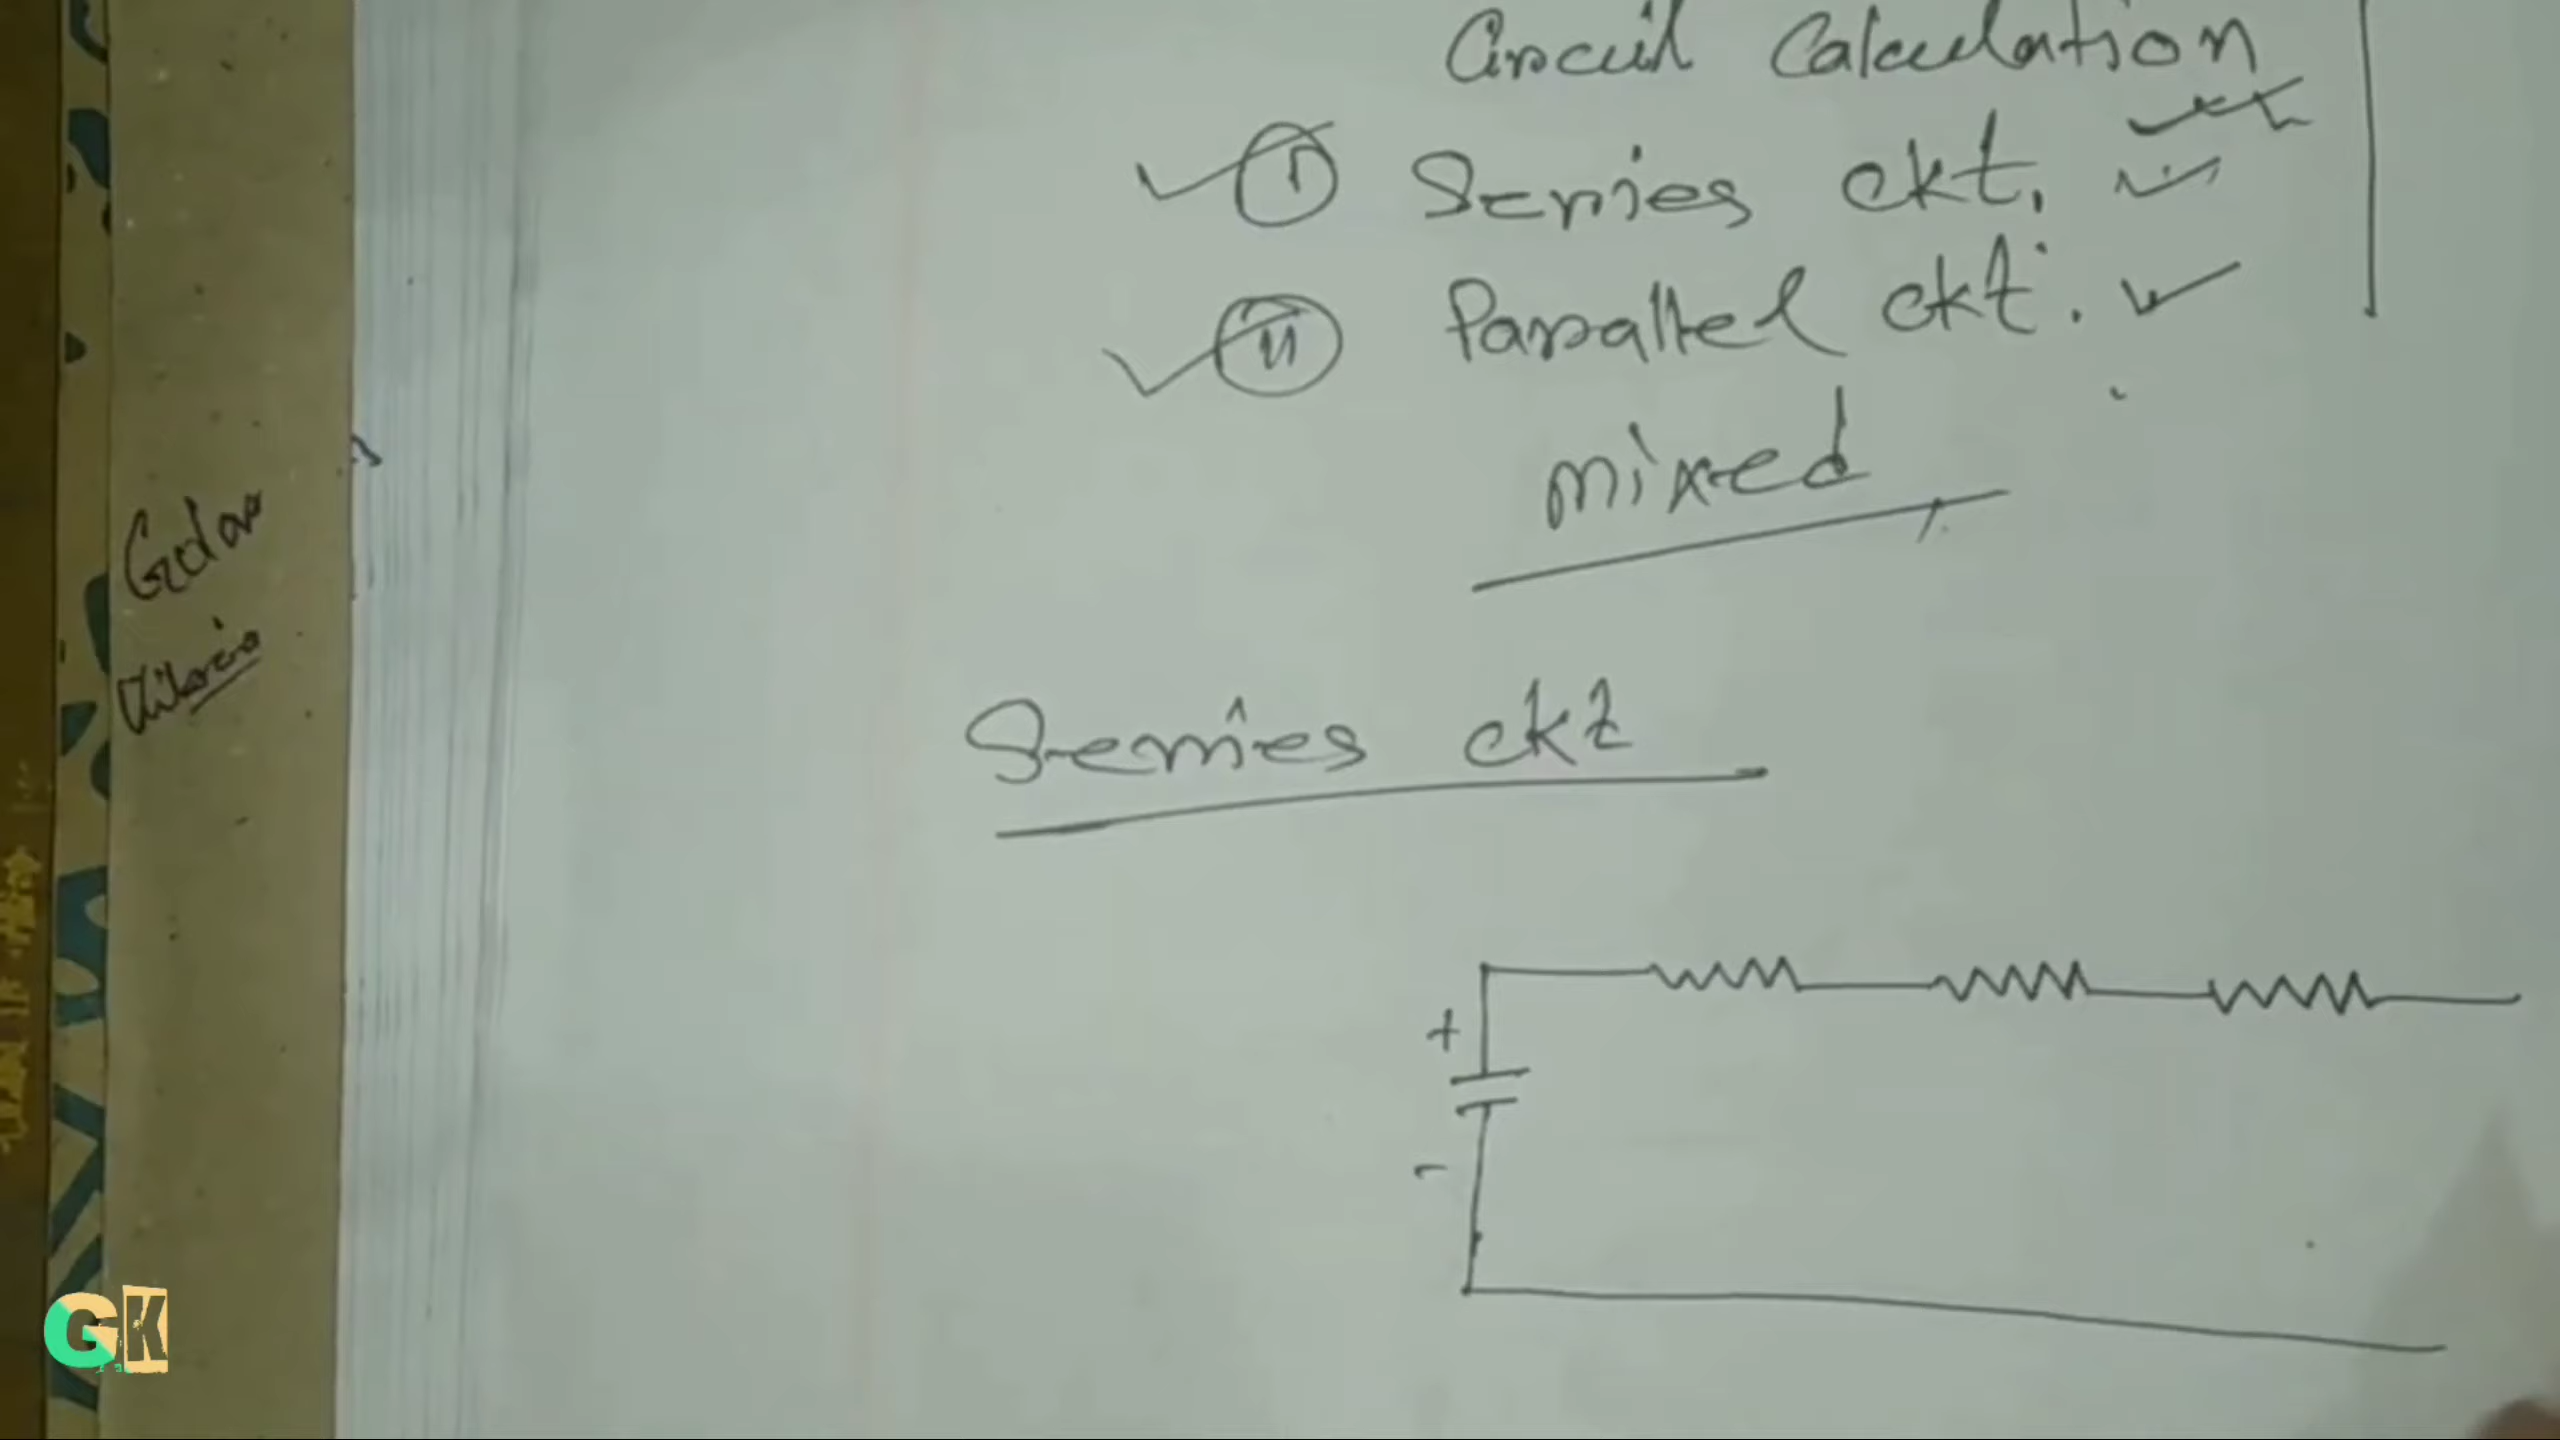 Circuit Calculation
I Series ckt.
II Parallel ckt.
mixed
Series ckt
+
-
GK